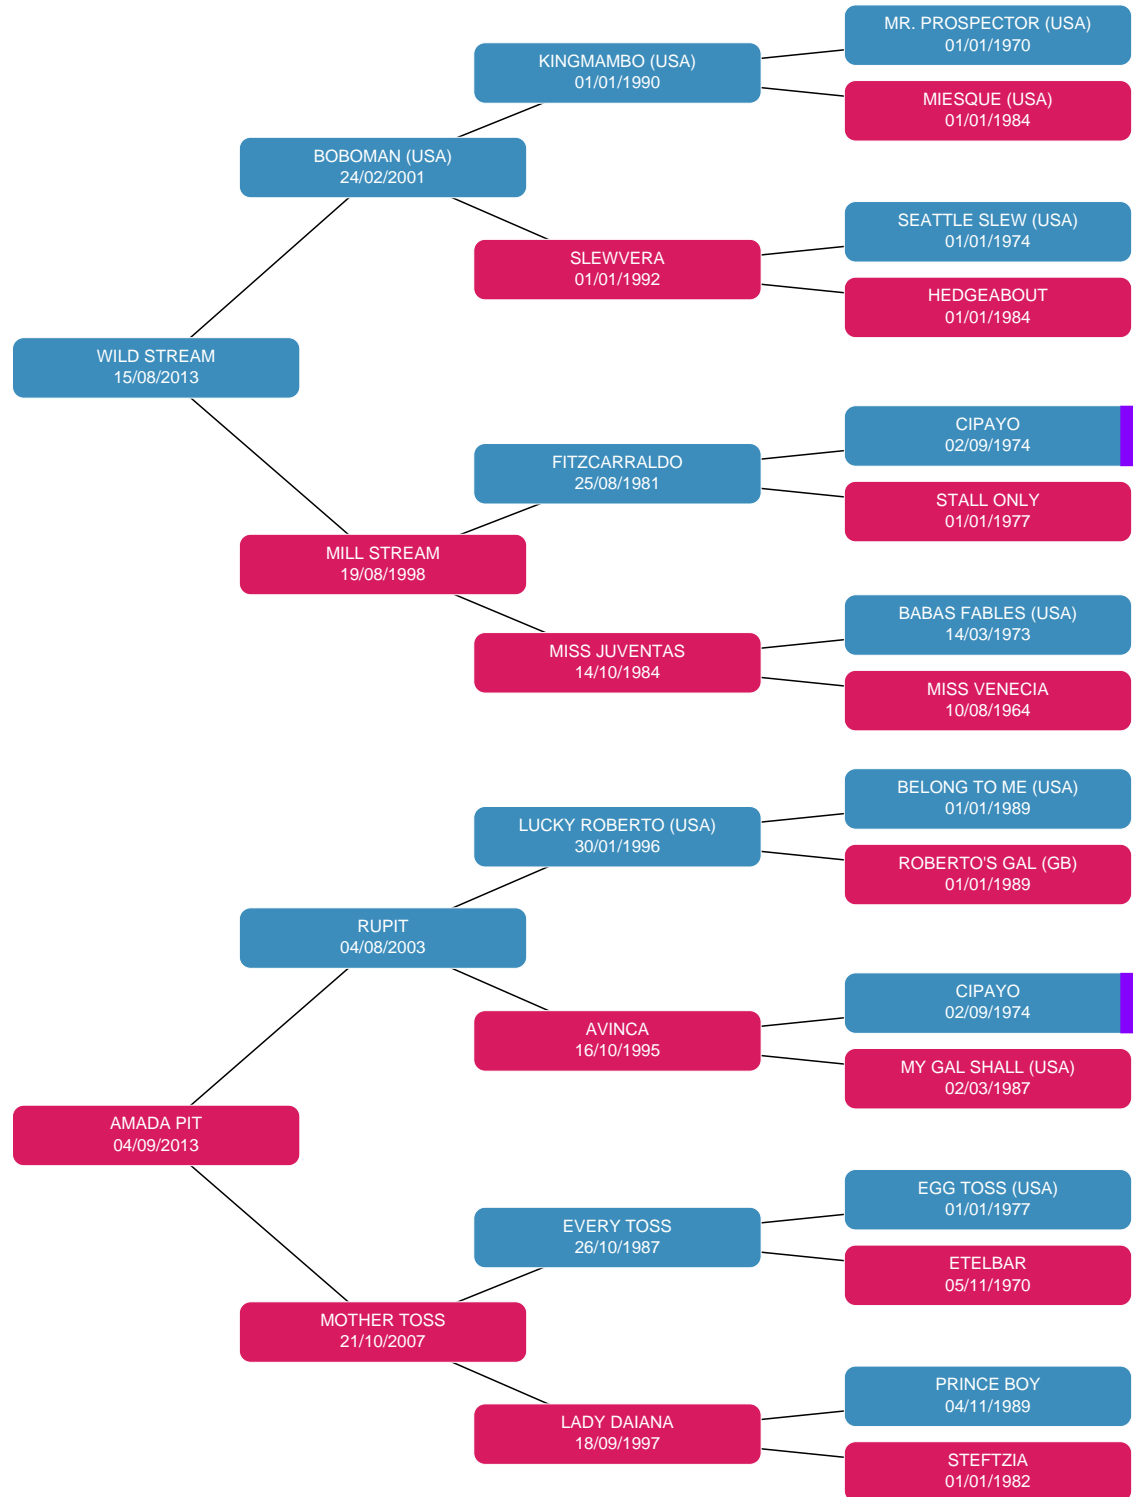 MR. PROSPECTOR (USA)
01/01/1970
KINGMAMBO (USA)
01/01/1990
MIESQUE (USA)
01/01/1984
BOBOMAN (USA)
24/02/2001
SEATTLE SLEW (USA)
01/01/1974
SLEWVERA
01/01/1992
HEDGEABOUT
01/01/1984
WILD STREAM
15/08/2013
CIPAYO
02/09/1974
FITZCARRALDO
25/08/1981
STALL ONLY
01/01/1977
MILL STREAM
19/08/1998
BABAS FABLES (USA)
14/03/1973
MISS JUVENTAS
14/10/1984
MISS VENECIA
10/08/1964
BELONG TO ME (USA)
01/01/1989
LUCKY ROBERTO (USA)
30/01/1996
ROBERTO'S GAL (GB)
01/01/1989
RUPIT
04/08/2003
CIPAYO
02/09/1974
AVINCA
16/10/1995
MY GAL SHALL (USA)
02/03/1987
AMADA PIT
04/09/2013
EGG TOSS (USA)
01/01/1977
EVERY TOSS
26/10/1987
ETELBAR
05/11/1970
MOTHER TOSS
21/10/2007
PRINCE BOY
04/11/1989
LADY DAIANA
18/09/1997
STEFTZIA
01/01/1982